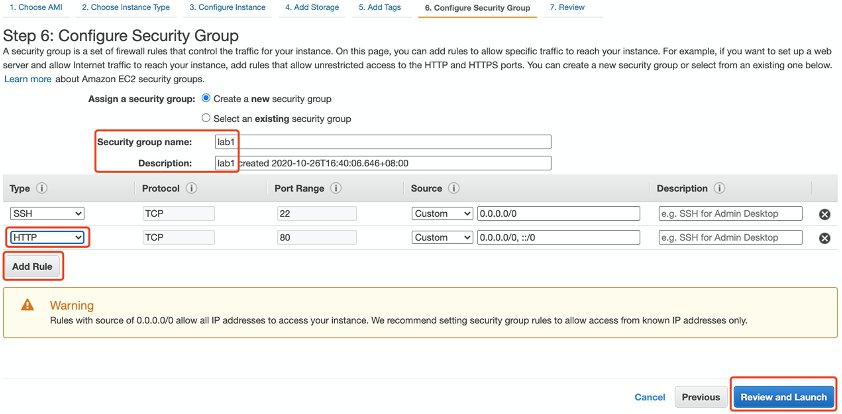 1. Choose AMI 2. Choose Instance Type 3. Configure Instance 4. Add Storage 5. Add Tags 6. Configure Security Group 7. Review
Step 6: Configure Security Group
A security group is a set of firewall rules that control the traffic for your instance. On this page, you can add rules to allow specific traffic to reach your instance. For example, if you want to set up a web
server and allow Internet traffic to reach your instance, add rules that allow unrestricted access to the HTTP and HTTPS ports. You can create a new security group or select from an existing one below.
Learn more about Amazon EC2 security groups.
Assign a security group: Create a new security group
Select an existing security group
Security group name: lab1
Description: lab1 created 2020-10-26T16:40:06.646+08:00
Type i Protocol i Port Range i Source i Description i
SSH TCP 22 Custom 0.0.0.0/0 e.g. SSH for Admin Desktop
HTTP TCP 80 Custom 0.0.0.0/0, ::/0 e.g. SSH for Admin Desktop
Add Rule
Warning
Rules with source of 0.0.0.0/0 allow all IP addresses to access your instance. We recommend setting security group rules to allow access from known IP addresses only.
Cancel Previous Review and Launch